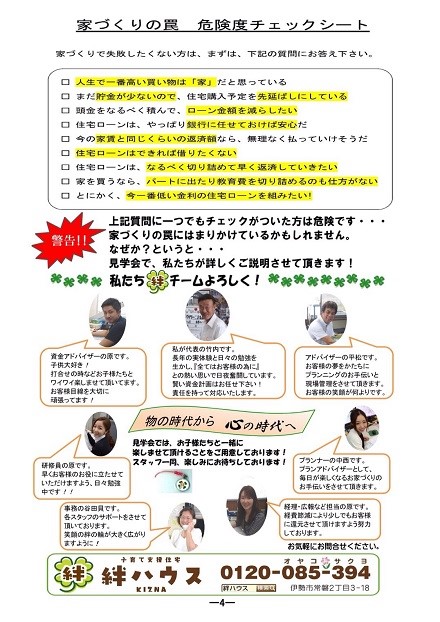 家づくりの罠　危険度チェックシート
家づくりで失敗したくない方は、まずは、下記の質問にお答え下さい。
□ 人生で一番高い買い物は『家』だと思っている
□ まだ貯金が少ないので、住宅購入予定を先延ばしにしている
□ 頭金をなるべく積んで、ローン金額を減らしたい
□ 住宅ローンは、やっぱり銀行に任せておけば安心だ
□ 今の家賃と同じくらいの返済額なら、無理なく払っていけそうだ
□ 住宅ローンはできれば借りたくない
□ 住宅ローンは、なるべく切り詰めて早く返済していきたい
□ 家を買うなら、パートに出たり教育費を切り詰めるのも仕方がない
□ とにかく、今一番低い金利の住宅ローンを組みたい!
警告!!
上記質問に一つでもチェックがついた方は危険です・・・
家づくりの罠にはまりかけているかもしれません。
なぜか？というと・・・
見学会で、私たちが詳しくご説明させて頂きます！
私たち 絆 チームよろしく！
資金アドバイザーの原です。
子供大好き！
打合せの時などお子様たちと
ワイワイ楽しませて頂いてます。
お客様目線を大切に
頑張ってます！
私が代表の竹内です。
長年の実体験と日々の勉強
を生かし、『全てはお客様の為に』
との熱い思いで日夜奮闘しています。
賢い資金計画はお任せ下さい！
責任を持って対応いたします。
アドバイザーの平松です。
お客様の夢をかたちに
プランニングのお手伝いと
現場管理をさせて頂きます。
お客様の笑顔が何よりです。
物の時代から 心の時代へ
見学会では、お子様たちと一緒に
楽しませて頂けることをご用意しております！
スタッフ一同、楽しみにお待ちしております！
研修員の原です。
早くお客様のお役に立たせて
いただけますよう、日々勉強
中です！！
プランナーの中西です。
プランアドバイザーとして、
毎日が楽しくなるお家づくり
のお手伝いをさせて頂きます。
事務の谷田貝です。
各スタッフのサポートをさせて
頂いております。
笑顔の絆の輪が大きく広がり
ますように！
経理・広報など担当の原です。
経費節減により少しでもお客様
に還元させて頂けますよう努力
しております。
お気軽にお問合せください。
絆
子育て支援住宅
絆ハウス
KIZNA
オヤコサクヨ
0120-085-394
絆ハウス 検索
伊勢市常磐2丁目3-18
―4―